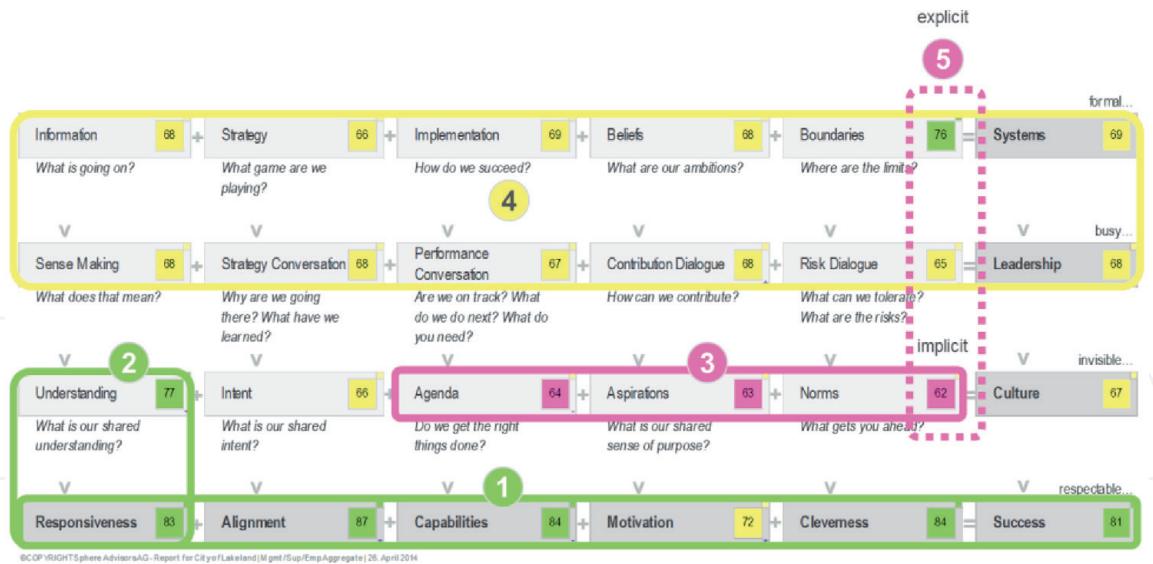 explicit
5
formal...
Information 68 + Strategy 66 + Implementation 69 + Beliefs 68 + Boundaries 76 = Systems 69
What is going on? What game are we How do we succeed? What are our ambitions? Where are the limits?
playing?
4
v v v v v v busy...
Sense Making 68 + Strategy Conversation 68 + Performance Conversation 67 + Contribution Dialogue 68 + Risk Dialogue 65 = Leadership 68
What does that mean? Why are we going Are we on track? What How can we contribute? What can we tolerate?
there? What have we do we do next? What do What are the risks?
learned? you need?
implicit
v 2 v v 3 v v v invisible...
Understanding 77 + Intent 66 + Agenda 64 + Aspirations 63 + Norms 62 = Culture 67
What is our shared What is our shared Do we get the right What is our shared What gets you ahead?
understanding? intent? things done? sense of purpose?
v v v 1 v v v respectable...
Responsiveness 83 + Alignment 87 + Capabilities 84 + Motivation 72 + Cleverness 84 = Success 81
©COPYRIGHT Sphere Advisors AG - Report for City of Lakeland | Mgmt/Sup/Emp Aggregate | 26. April 2014